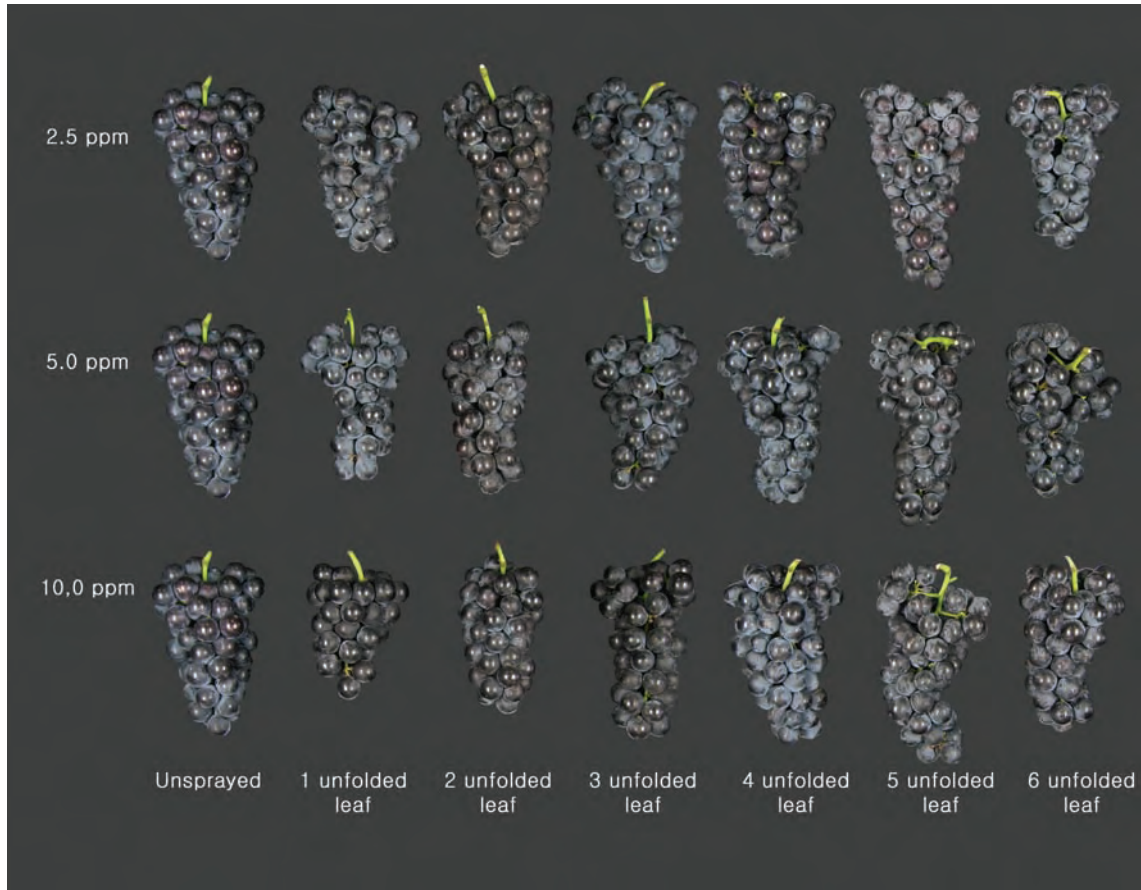 2.5 ppm
5.0 ppm
10.0 ppm
Unsprayed
1 unfolded
leaf
2 unfolded
leaf
3 unfolded
leaf
4 unfolded
leaf
5 unfolded
leaf
6 unfolded
leaf